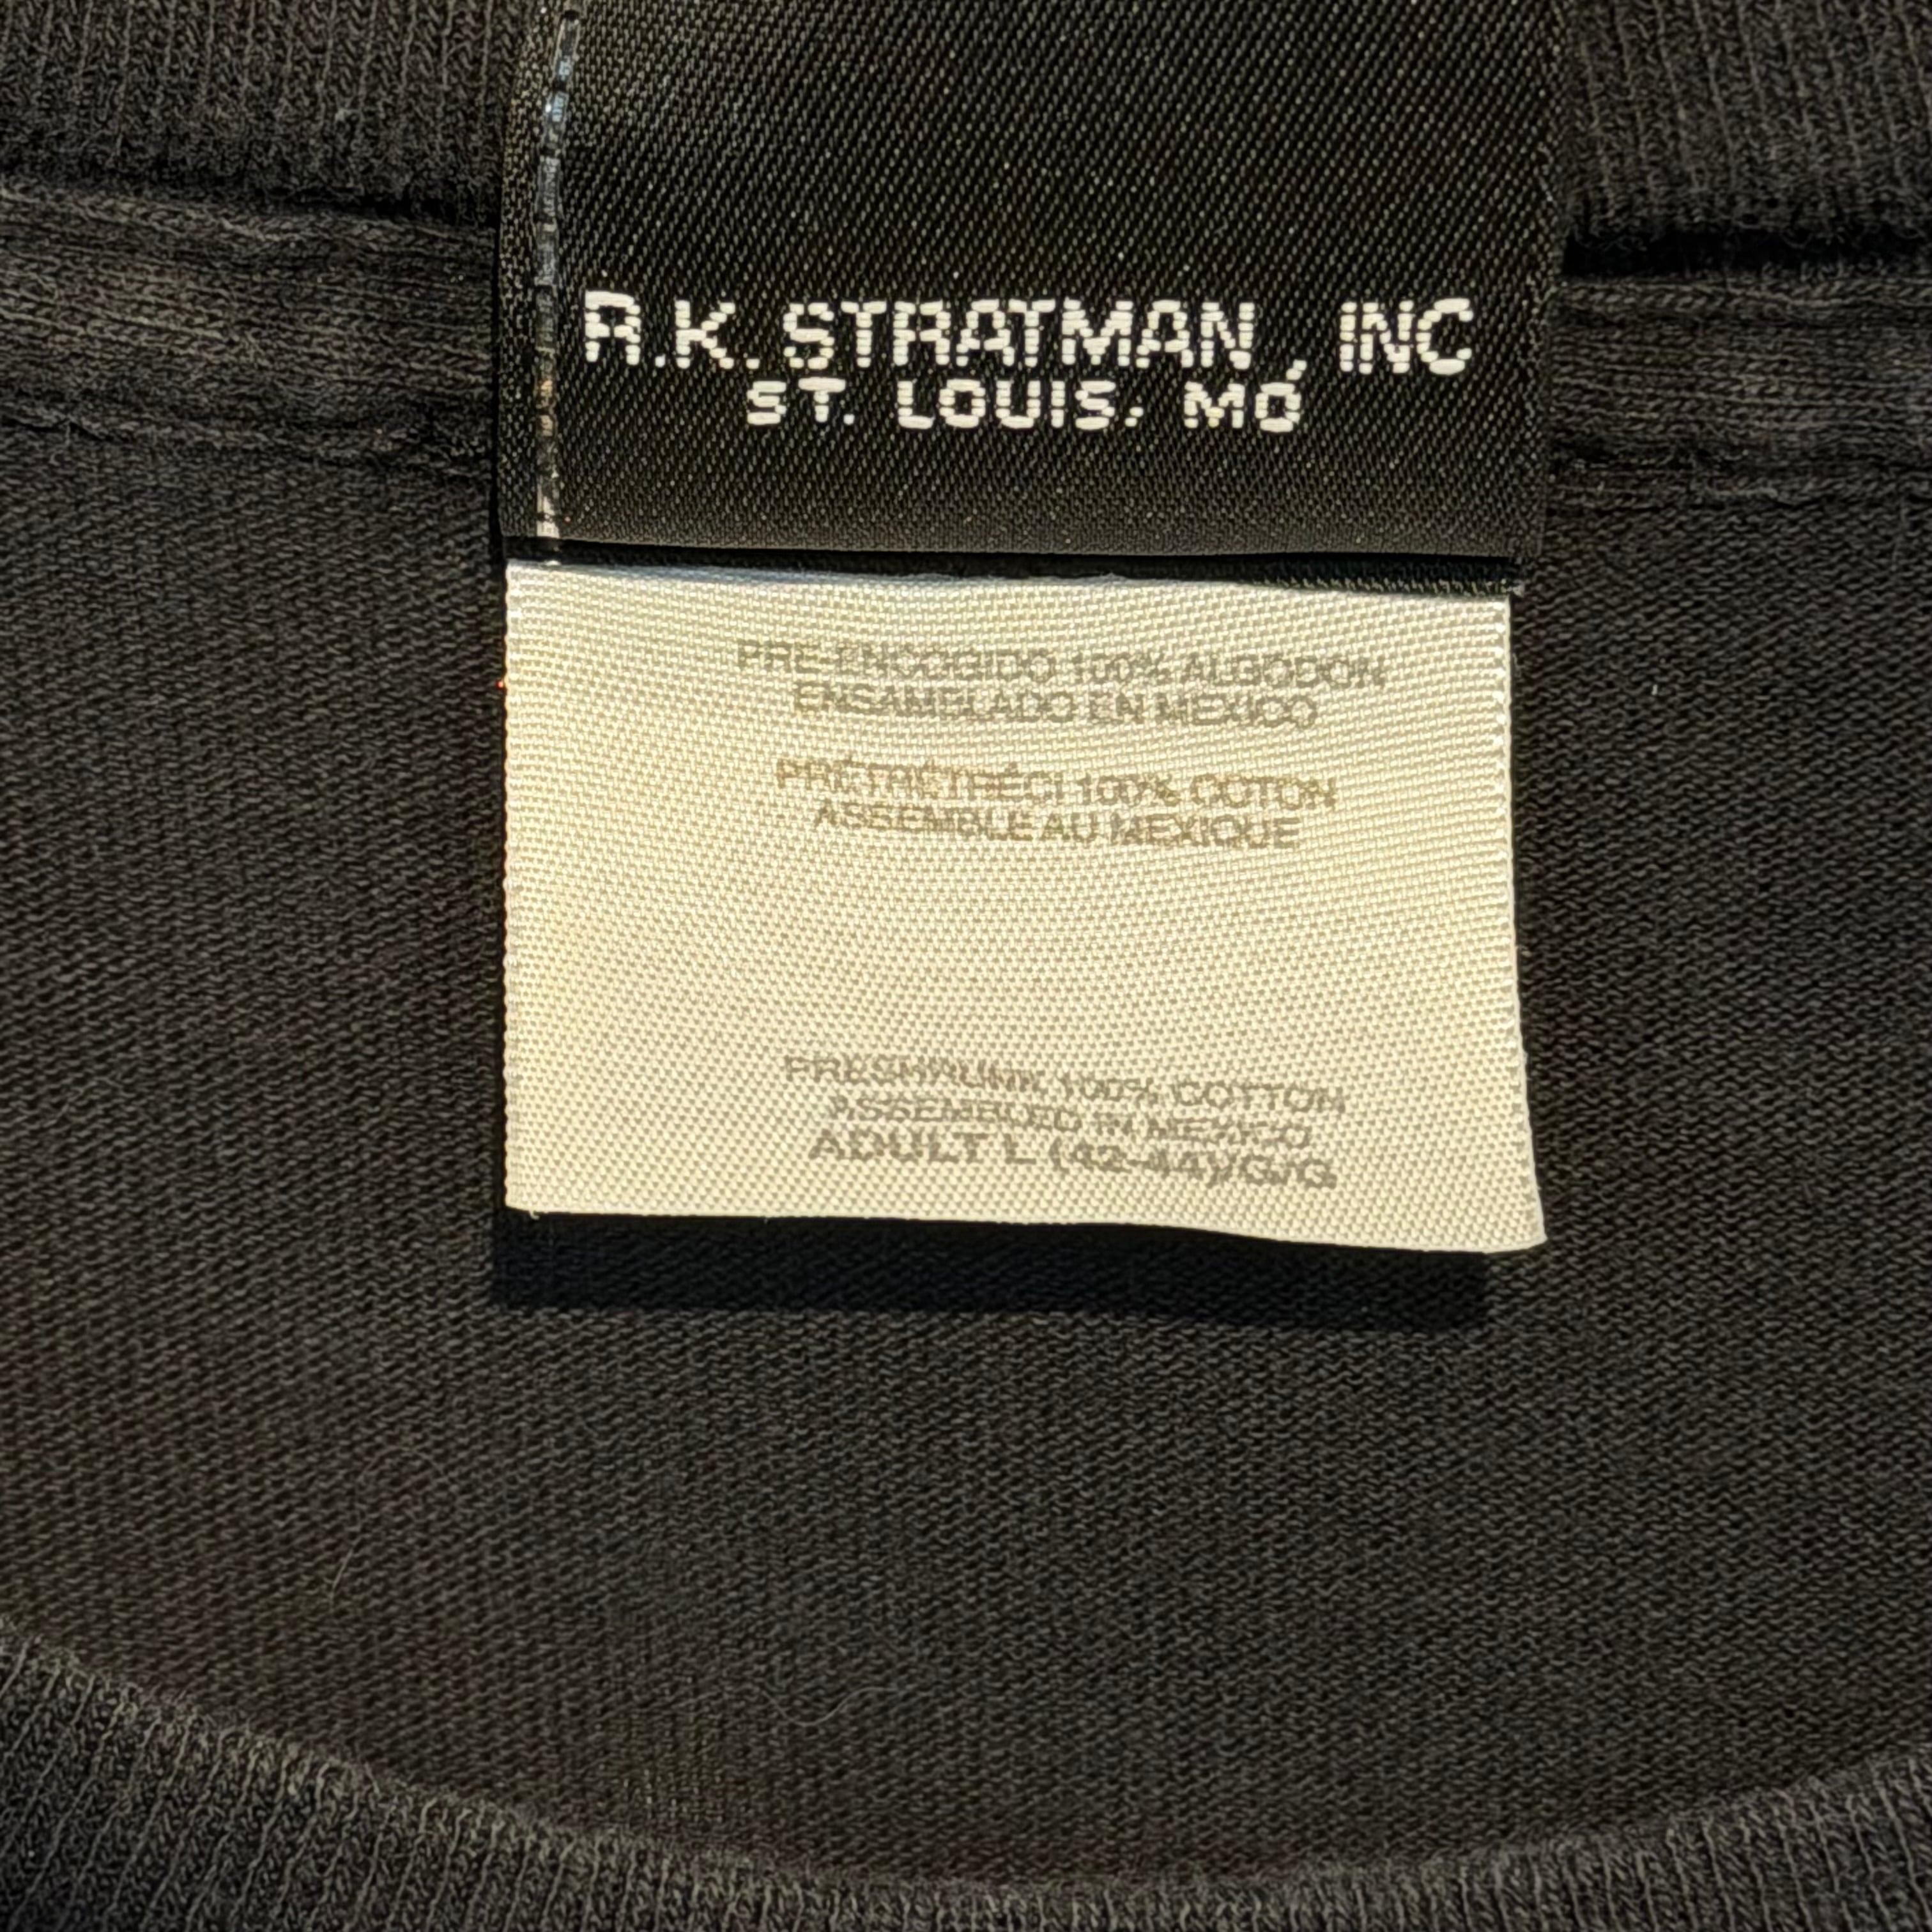 R.K. STRATMAN, INC
ST. LOUIS, MO
PRE-ENCOGIDO 100% ALGODON
ENSAMBLADO EN MEXICO
100% COTON
ASSEMBLE AU MEXIQUE
PRESHRUNK 100% COTTON
ASSEMBLED IN MEXICO
ADULT L (42-44)/G/G